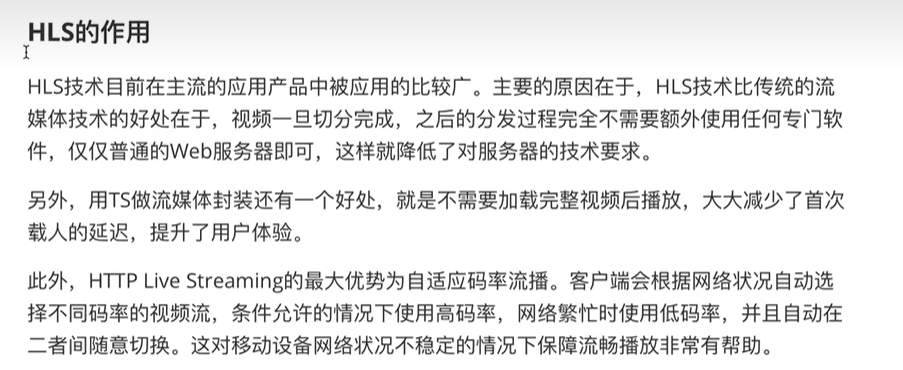 HLS的作用
HLS技术目前在主流的应用产品中被应用的比较广。主要的原因在于，HLS技术比传统的流
媒体技术的好处在于，视频一旦切分完成，之后的分发过程完全不需要额外使用任何专门软
件，仅仅普通的Web服务器即可，这样就降低了对服务器的技术要求。
另外，用TS做流媒体封装还有一个好处，就是不需要加载完整视频后播放，大大减少了首次
载人的延迟，提升了用户体验。
此外，HTTP Live Streaming的最大优势为自适应码率流播。客户端会根据网络状况自动选
择不同码率的视频流，条件允许的情况下使用高码率，网络繁忙时使用低码率，并且自动在
二者间随意切换。这对移动设备网络状况不稳定的情况下保障流畅播放非常有帮助。